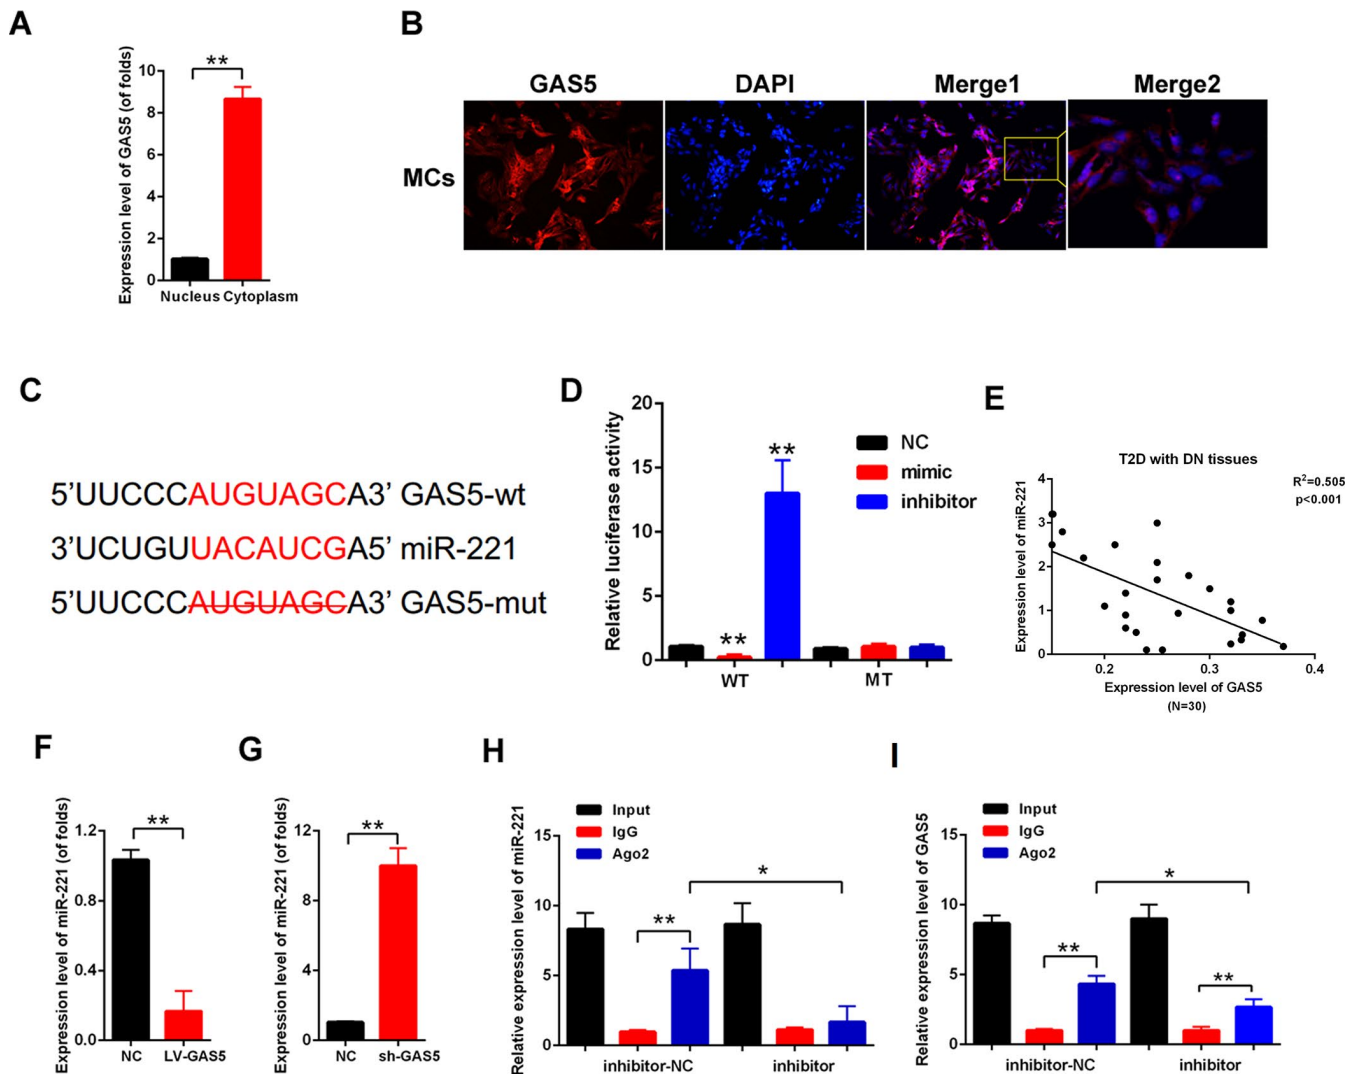 A
Expression level of GAS5 (of folds)
**
10
8
6
4
2
0
Nucleus Cytoplasm
B
GAS5 DAPI Merge1 Merge2
MCs
C
5’UUCCCAUGUAGCA3’ GAS5-wt
3’UCUGUUACAUCGA5’ miR-221
5’UUCCCAUGUAGCA3’ GAS5-mut
D
Relative luciferase activity
20
15
10
5
0
**
**
NC
mimic
inhibitor
WT MT
E
T2D with DN tissues
R2=0.505
p<0.001
Expression level of miR-221
4
3
2
1
0
0.2 0.3 0.4
Expression level of GAS5
(N=30)
F
Expression level of miR-221 (of folds)
1.2
0.8
0.4
0.0
**
NC LV-GAS5
G
Expression level of miR-221 (of folds)
12
8
4
0
**
NC sh-GAS5
H
Input
IgG
Ago2
Relative expression level of miR-221
15
10
5
0
**
*
inhibitor-NC inhibitor
I
Input
IgG
Ago2
Relative expression level of GAS5
15
10
5
0
**
*
**
inhibitor-NC inhibitor